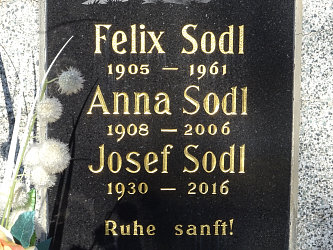 Felix Sodl
1905 — 1961
Anna Sodl
1908 — 2006
Josef Sodl
1930 — 2016
Ruhe sanft!